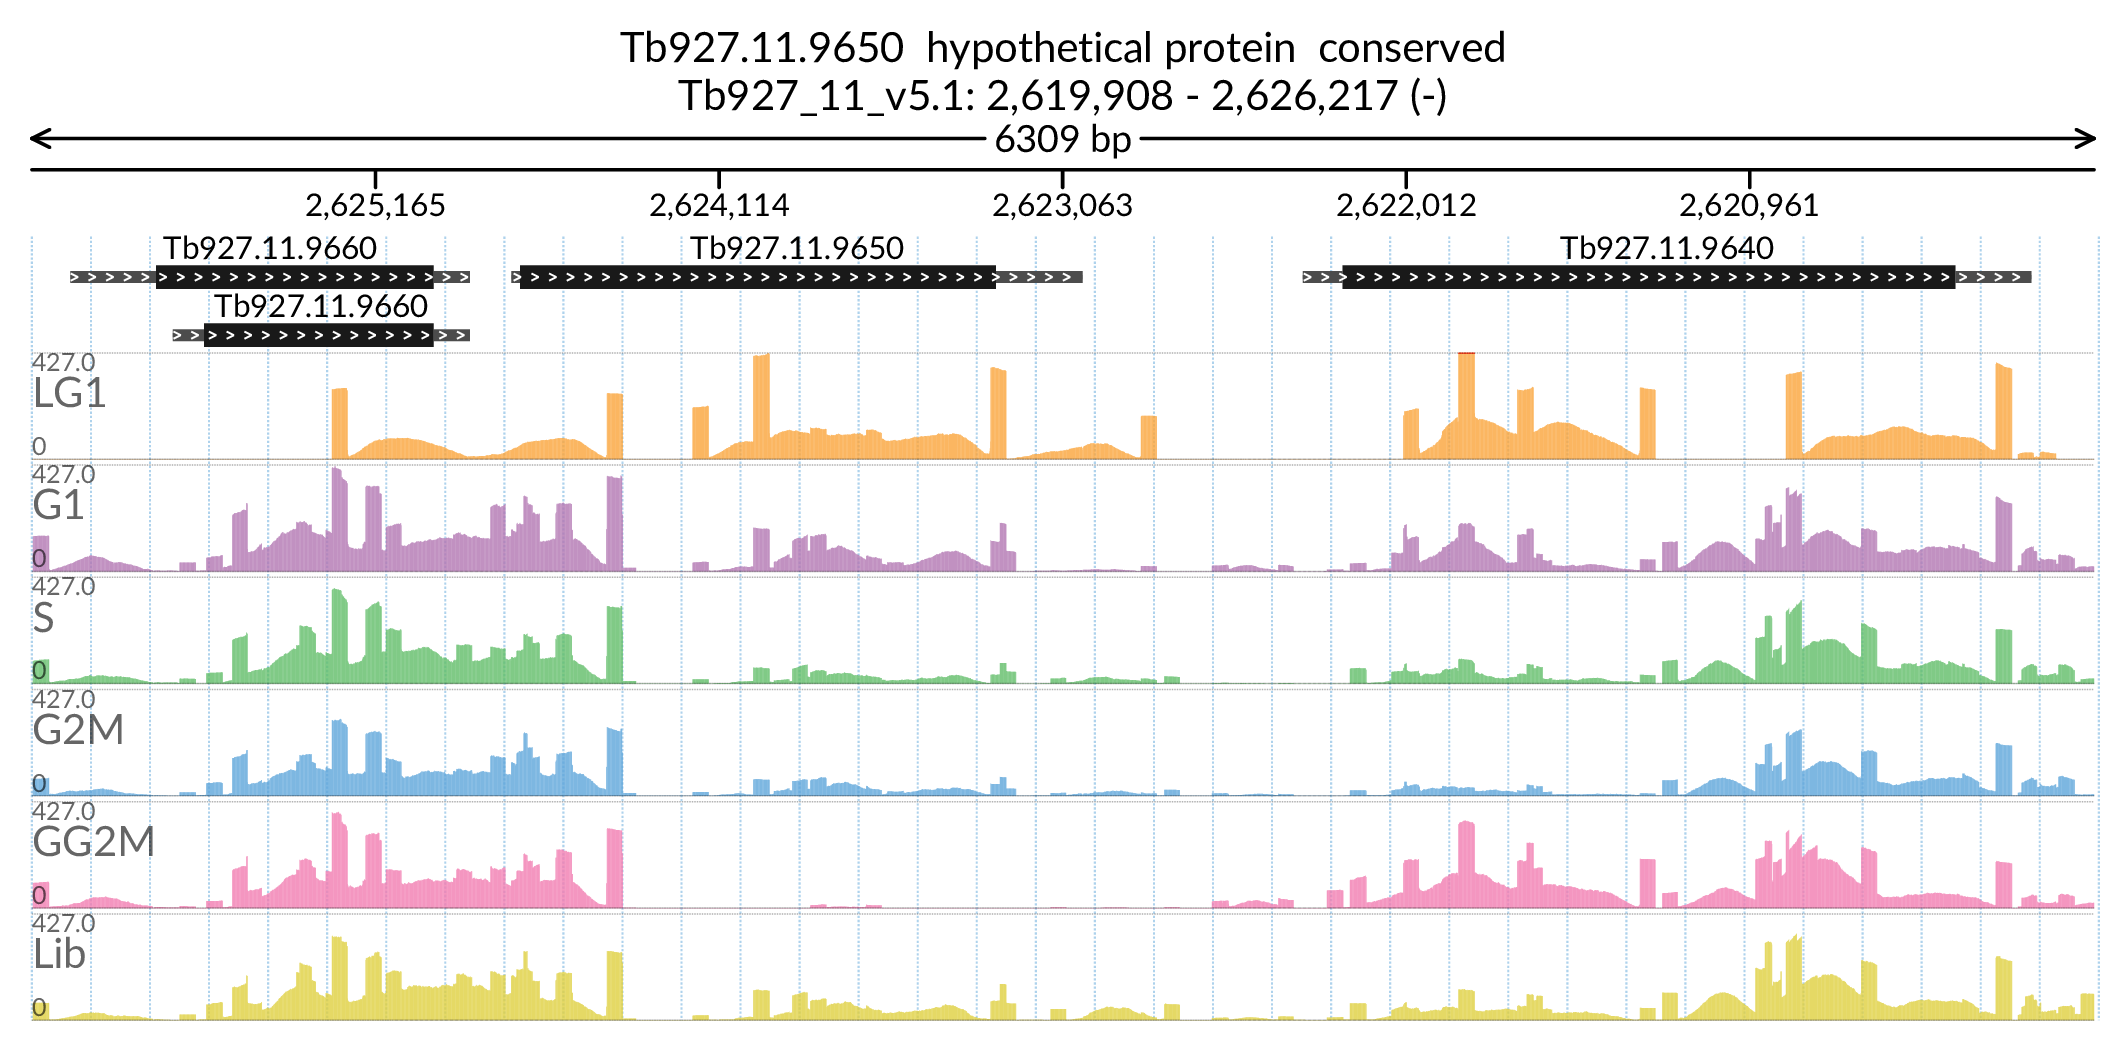 Tb927.11.9650 hypothetical protein conserved
Tb927_11_v5.1: 2,619,908 - 2,626,217 (-)
6309 bp
2,625,165 2,624,114 2,623,063 2,622,012 2,620,961
Tb927.11.9660 Tb927.11.9650 Tb927.11.9640
Tb927.11.9660
427.0
LG1
0
427.0
G1
0
427.0
S
0
427.0
G2M
0
427.0
GG2M
0
427.0
Lib
0